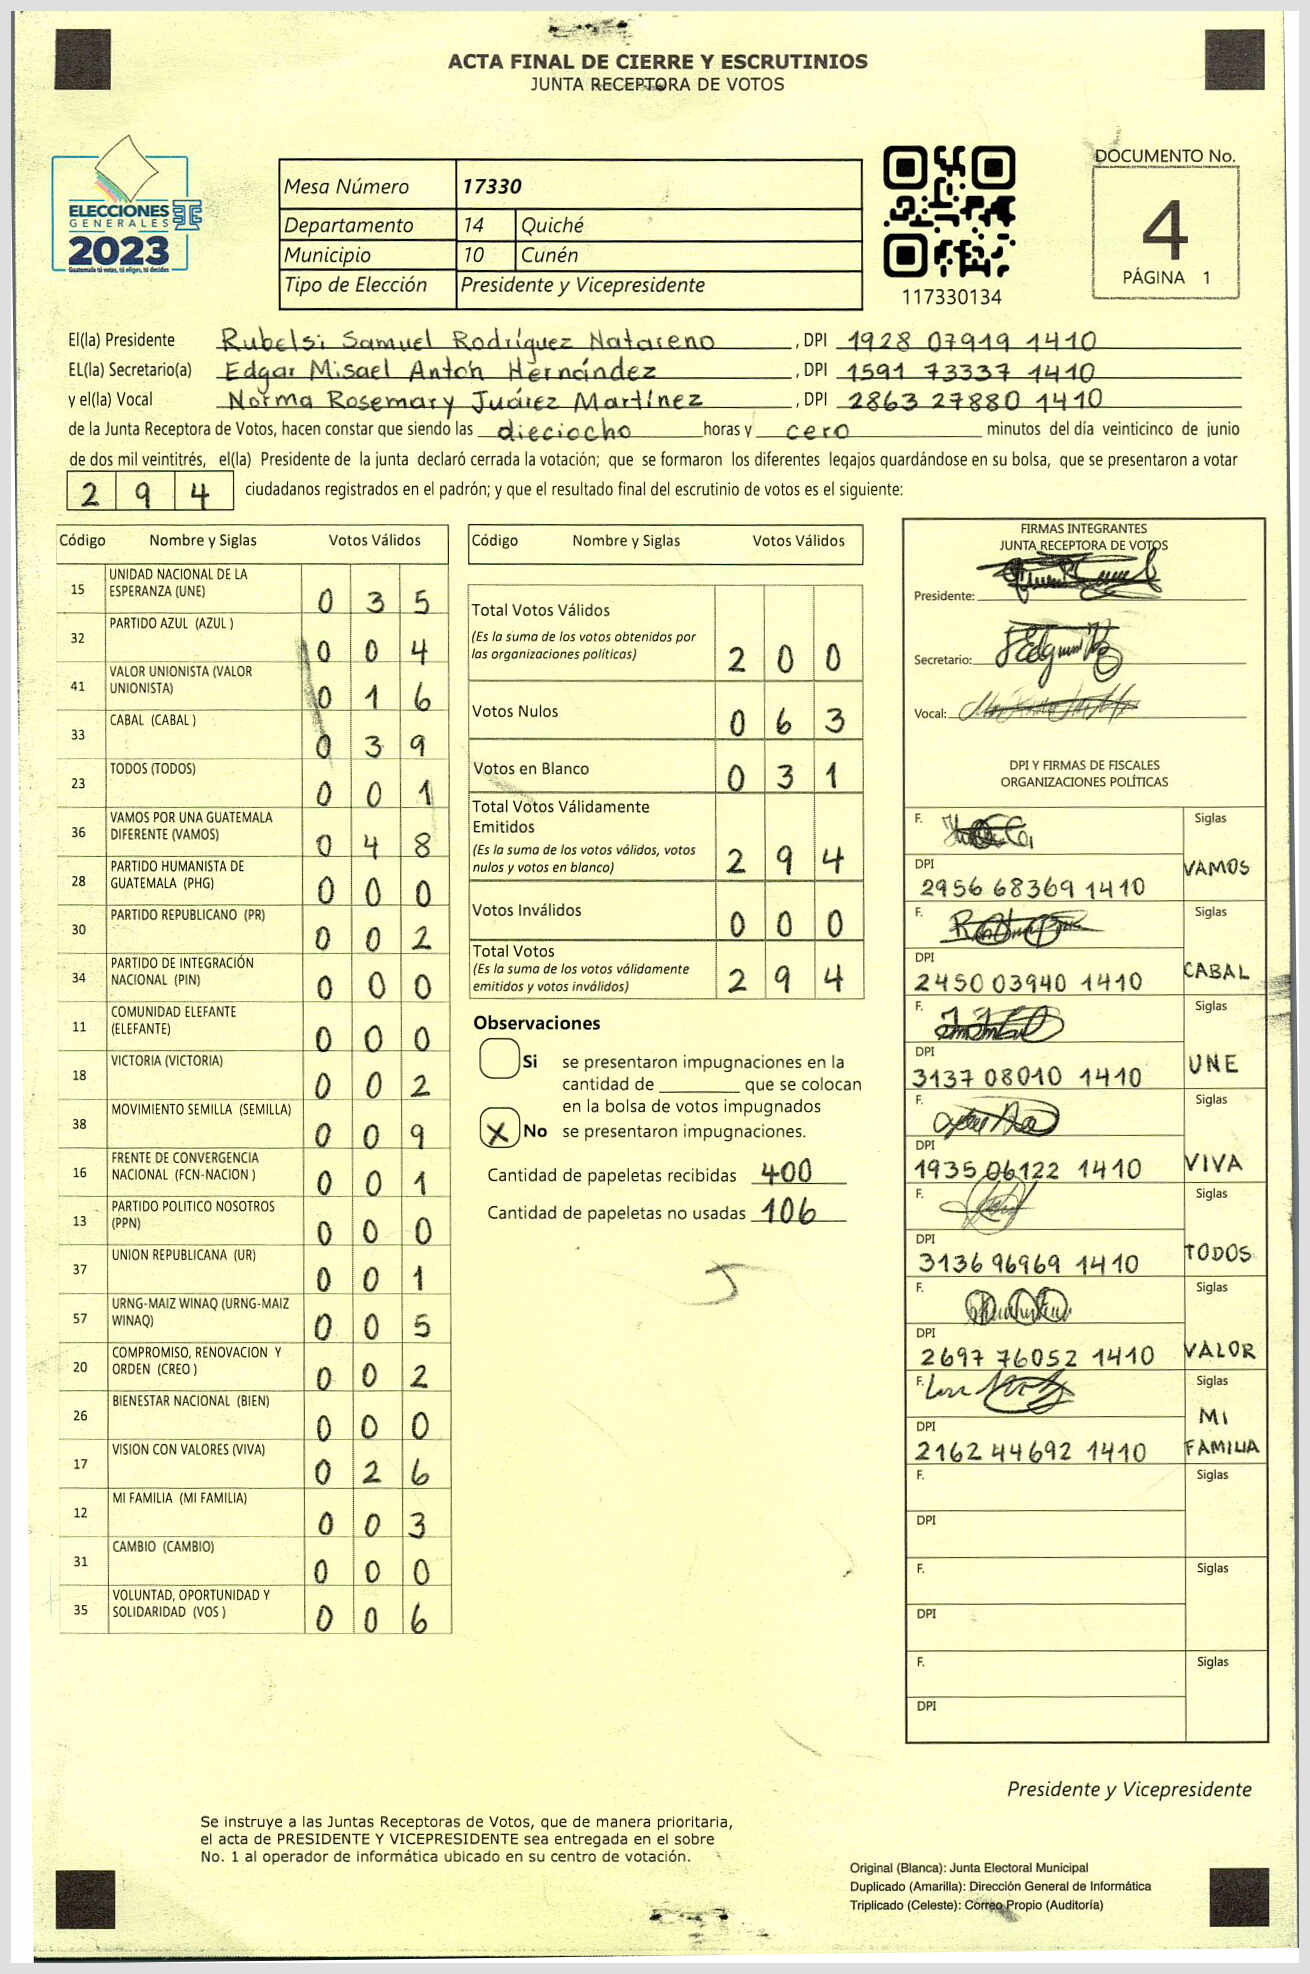 ACTA FINAL DE CIERRE Y ESCRUTINIOS
JUNTA RECEPTORA DE VOTOS
ELECCIONES
GENERALES
2023
Guatemala tú votas, tú eliges, tú decides
Mesa Número 17330
Departamento 14 Quiché
Municipio 10 Cunén
Tipo de Elección Presidente y Vicepresidente
117330134
DOCUMENTO No.
4
PÁGINA 1
El(la) Presidente Rubelsi Samuel Rodríguez Natareno, DPI 1928 07919 1410
EL(la) Secretario(a) Edgar Misael Antón Hernández, DPI 1591 73337 1410
y el(la) Vocal Norma Rosemary Juárez Martínez, DPI 2863 27880 1410
de la Junta Receptora de Votos, hacen constar que siendo las dieciocho horas y cero minutos del día veinticinco de junio
de dos mil veintitrés, el(la) Presidente de la junta declaró cerrada la votación; que se formaron los diferentes legajos guardándose en su bolsa, que se presentaron a votar
294 ciudadanos registrados en el padrón; y que el resultado final del escrutinio de votos es el siguiente:
Código Nombre y Siglas Votos Válidos
15 UNIDAD NACIONAL DE LA ESPERANZA (UNE) 0 3 5
32 PARTIDO AZUL (AZUL ) 0 0 4
41 VALOR UNIONISTA (VALOR UNIONISTA) 0 1 6
33 CABAL (CABAL ) 0 3 9
23 TODOS (TODOS) 0 0 1
36 VAMOS POR UNA GUATEMALA DIFERENTE (VAMOS) 0 4 8
28 PARTIDO HUMANISTA DE GUATEMALA (PHG) 0 0 0
30 PARTIDO REPUBLICANO (PR) 0 0 2
34 PARTIDO DE INTEGRACIÓN NACIONAL (PIN) 0 0 0
11 COMUNIDAD ELEFANTE (ELEFANTE) 0 0 0
18 VICTORIA (VICTORIA) 0 0 2
38 MOVIMIENTO SEMILLA (SEMILLA) 0 0 9
16 FRENTE DE CONVERGENCIA NACIONAL (FCN-NACION ) 0 0 1
13 PARTIDO POLITICO NOSOTROS (PPN) 0 0 0
37 UNION REPUBLICANA (UR) 0 0 1
57 URNG-MAIZ WINAQ (URNG-MAIZ WINAQ) 0 0 5
20 COMPROMISO, RENOVACION Y ORDEN (CREO ) 0 0 2
26 BIENESTAR NACIONAL (BIEN) 0 0 0
17 VISION CON VALORES (VIVA) 0 2 6
12 MI FAMILIA (MI FAMILIA) 0 0 3
31 CAMBIO (CAMBIO) 0 0 0
35 VOLUNTAD, OPORTUNIDAD Y SOLIDARIDAD (VOS ) 0 0 6
Código Nombre y Siglas Votos Válidos
Total Votos Válidos
(Es la suma de los votos obtenidos por
las organizaciones políticas) 2 0 0
Votos Nulos 0 6 3
Votos en Blanco 0 3 1
Total Votos Válidamente
Emitidos
(Es la suma de los votos válidos, votos
nulos y votos en blanco) 2 9 4
Votos Inválidos 0 0 0
Total Votos
(Es la suma de los votos válidamente
emitidos y votos inválidos) 2 9 4
Observaciones
Si se presentaron impugnaciones en la
cantidad de ________ que se colocan
en la bolsa de votos impugnados
X No se presentaron impugnaciones.
Cantidad de papeletas recibidas 400
Cantidad de papeletas no usadas 106
FIRMAS INTEGRANTES
JUNTA RECEPTORA DE VOTOS
Presidente:
Secretario:
Vocal:
DPI Y FIRMAS DE FISCALES
ORGANIZACIONES POLÍTICAS
F. Siglas
DPI VAMOS
2956 68369 1410
F. Siglas
DPI CABAL
2450 03940 1410
F. Siglas
DPI UNE
3137 08010 1410
F. Siglas
DPI VIVA
1935 06122 1410
F. Siglas
DPI TODOS
3136 96969 1410
F. Siglas
DPI VALOR
2697 76052 1410
F. Siglas
DPI MI FAMILIA
2162 44692 1410
F. Siglas
DPI
F. Siglas
DPI
F. Siglas
DPI
Presidente y Vicepresidente
Se instruye a las Juntas Receptoras de Votos, que de manera prioritaria,
el acta de PRESIDENTE Y VICEPRESIDENTE sea entregada en el sobre
No. 1 al operador de informática ubicado en su centro de votación.
Original (Blanca): Junta Electoral Municipal
Duplicado (Amarilla): Dirección General de Informática
Triplicado (Celeste): Correo Propio (Auditoría)